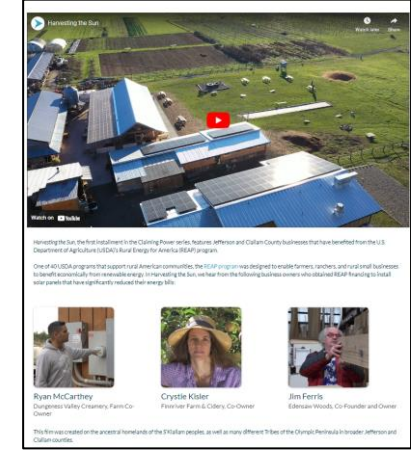 Harvesting the Sun
Watch later
Share
Watch on YouTube
Harvesting the Sun, the first installment in the Claiming Power series, features Jefferson and Clallam County businesses that have benefited from the U.S.
Department of Agriculture (USDA)'s Rural Energy for America (REAP) program.
One of 40 USDA programs that support rural American communities, the REAP program was designed to enable farmers, ranchers, and rural small businesses
to benefit economically from renewable energy. In Harvesting the Sun, we hear from the following business owners who obtained REAP financing to install
solar panels that have significantly reduced their energy bills:
Ryan McCarthey
Dungeness Valley Creamery, Farm Co-
Owner
Crystie Kisler
Finnriver Farm & Cidery, Co-Owner
Jim Ferris
Edensaw Woods, Co-Founder and Owner
This film was created on the ancestral homelands of the S'Klallam peoples, as well as many different Tribes of the Olympic Peninsula in broader Jefferson and
Clallam counties.